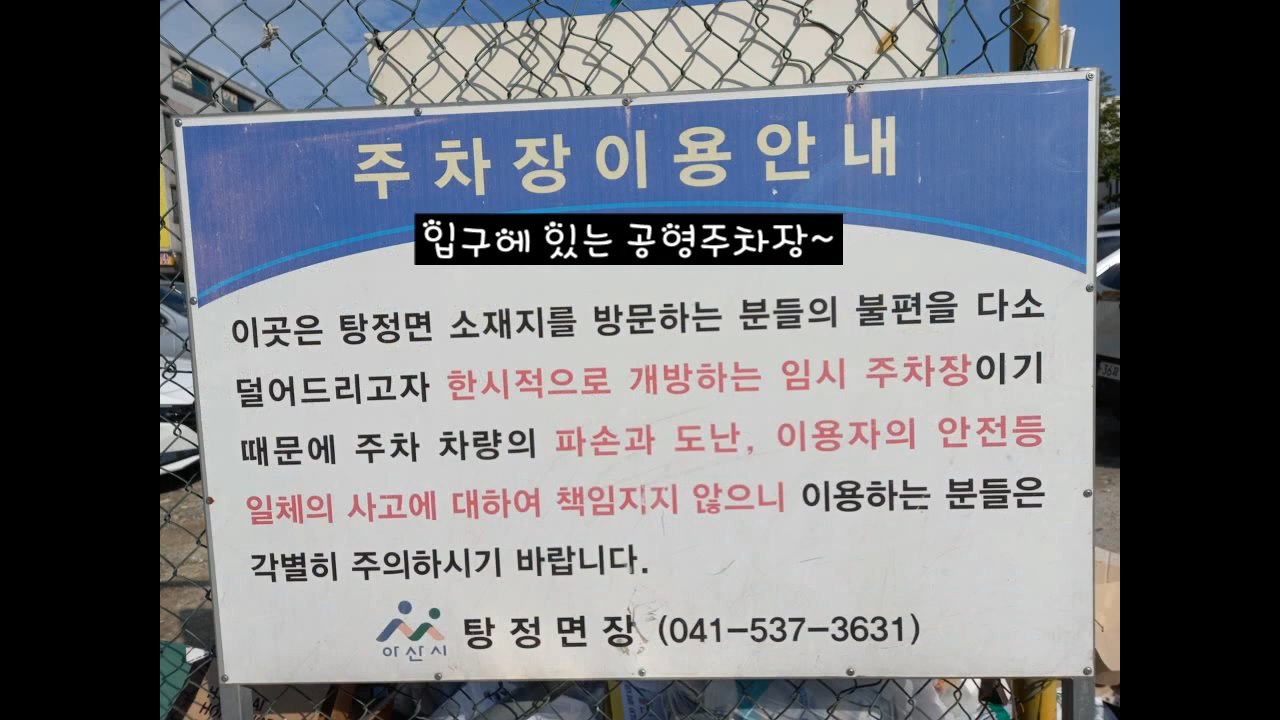 주차장이용안내
입구에 있는 공형주차장~
이곳은 탕정면 소재지를 방문하는 분들의 불편을 다소
덜어드리고자 한시적으로 개방하는 임시 주차장이기
때문에 주차 차량의 파손과 도난, 이용자의 안전등
일체의 사고에 대하여 책임지지 않으니 이용하는 분들은
각별히 주의하시기 바랍니다.
아산시 탕정면장 (041-537-3631)